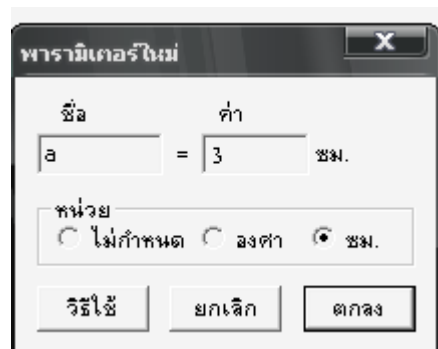 พารามิเตอร์ใหม่ x
ชื่อ ค่า
a = 3 ซม.
หน่วย
ไม่กำหนด องศา ซม.
วิธีใช้ ยกเลิก ตกลง